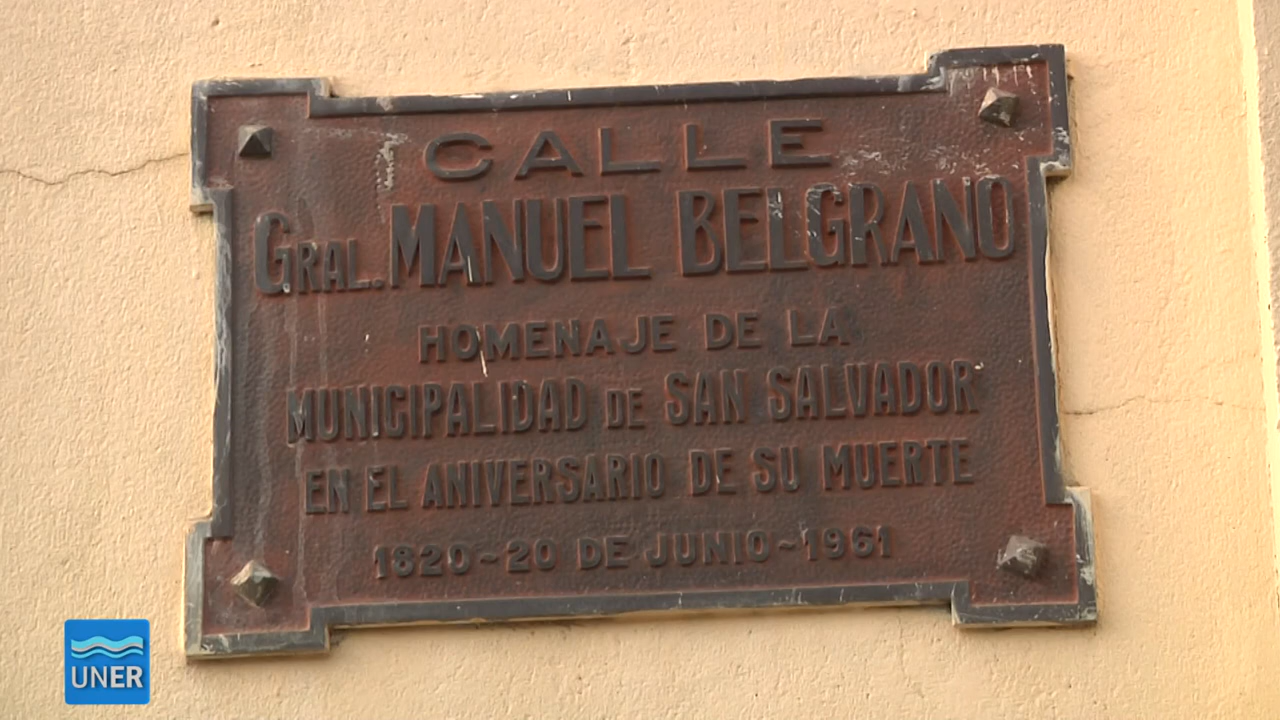 CALLE
GRAL. MANUEL BELGRANO
HOMENAJE DE LA
MUNICIPALIDAD DE SAN SALVADOR
EN EL ANIVERSARIO DE SU MUERTE
1820~20 DE JUNIO~1961
UNER